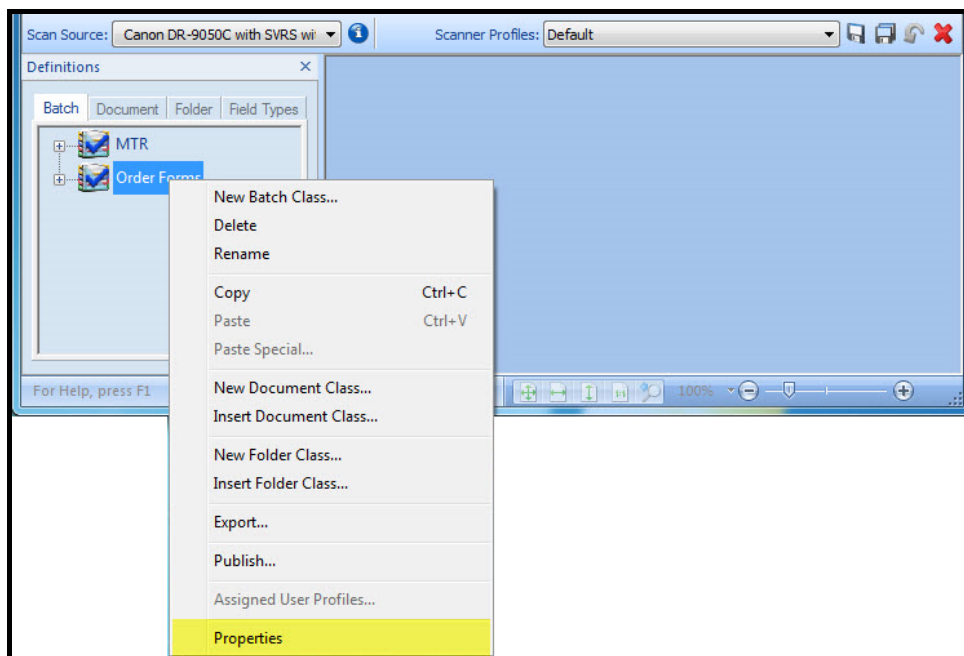 Scan Source: Canon DR-9050C with SVRS wi Scanner Profiles: Default
Definitions
Batch Document Folder Field Types
MTR
Order Forms
New Batch Class...
Delete
Rename
Copy Ctrl+C
Paste Ctrl+V
Paste Special...
New Document Class...
For Help, press F1 100%
Insert Document Class...
New Folder Class...
Insert Folder Class...
Export...
Publish...
Assigned User Profiles...
Properties